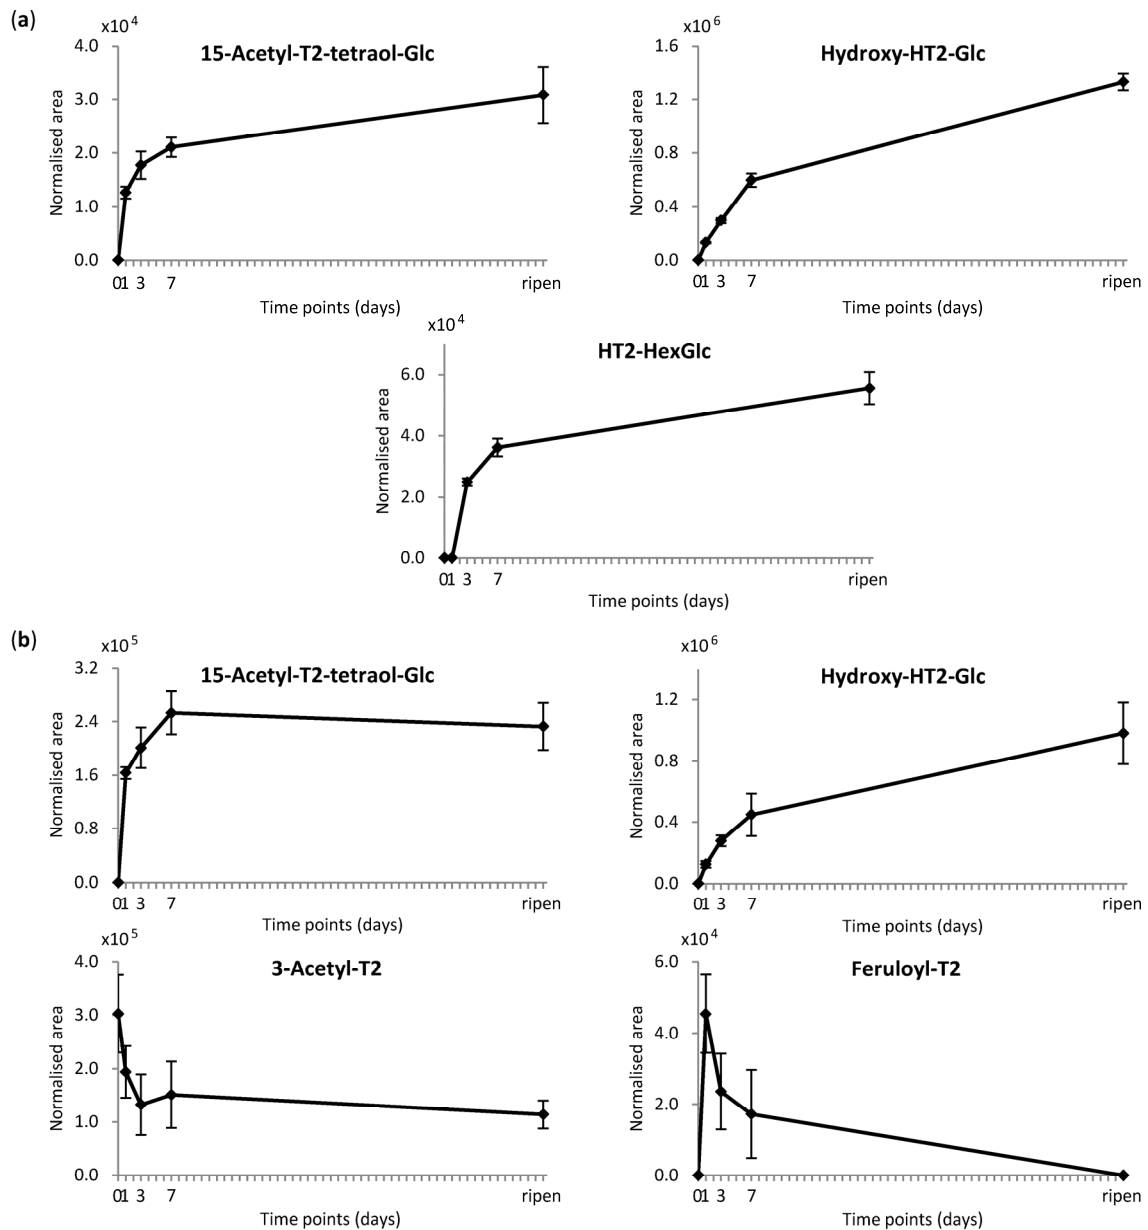 (a)
x10⁴
15-Acetyl-T2-tetraol-Glc
4.0
3.0
2.0
1.0
0.0
Normalised area
0 1 3 7 ripen
Time points (days)
x10⁶
Hydroxy-HT2-Glc
1.6
1.2
0.8
0.4
0.0
Normalised area
0 1 3 7 ripen
Time points (days)
x10⁴
HT2-HexGlc
6.0
4.0
2.0
0.0
Normalised area
0 1 3 7 ripen
Time points (days)
(b)
x10⁵
15-Acetyl-T2-tetraol-Glc
3.2
2.4
1.6
0.8
0.0
Normalised area
0 1 3 7 ripen
Time points (days)
x10⁶
Hydroxy-HT2-Glc
1.2
0.8
0.4
0.0
Normalised area
0 1 3 7 ripen
Time points (days)
x10⁵
3-Acetyl-T2
4.0
3.0
2.0
1.0
0.0
Normalised area
0 1 3 7 ripen
Time points (days)
x10⁴
Feruloyl-T2
6.0
4.0
2.0
0.0
Normalised area
0 1 3 7 ripen
Time points (days)